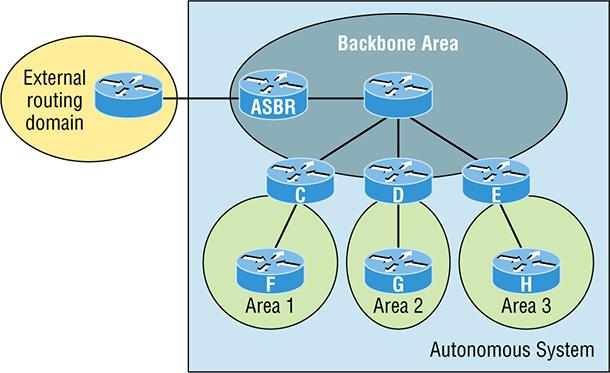 Backbone Area
External
routing
domain
ASBR
C
D
E
F
G
H
Area 1
Area 2
Area 3
Autonomous System